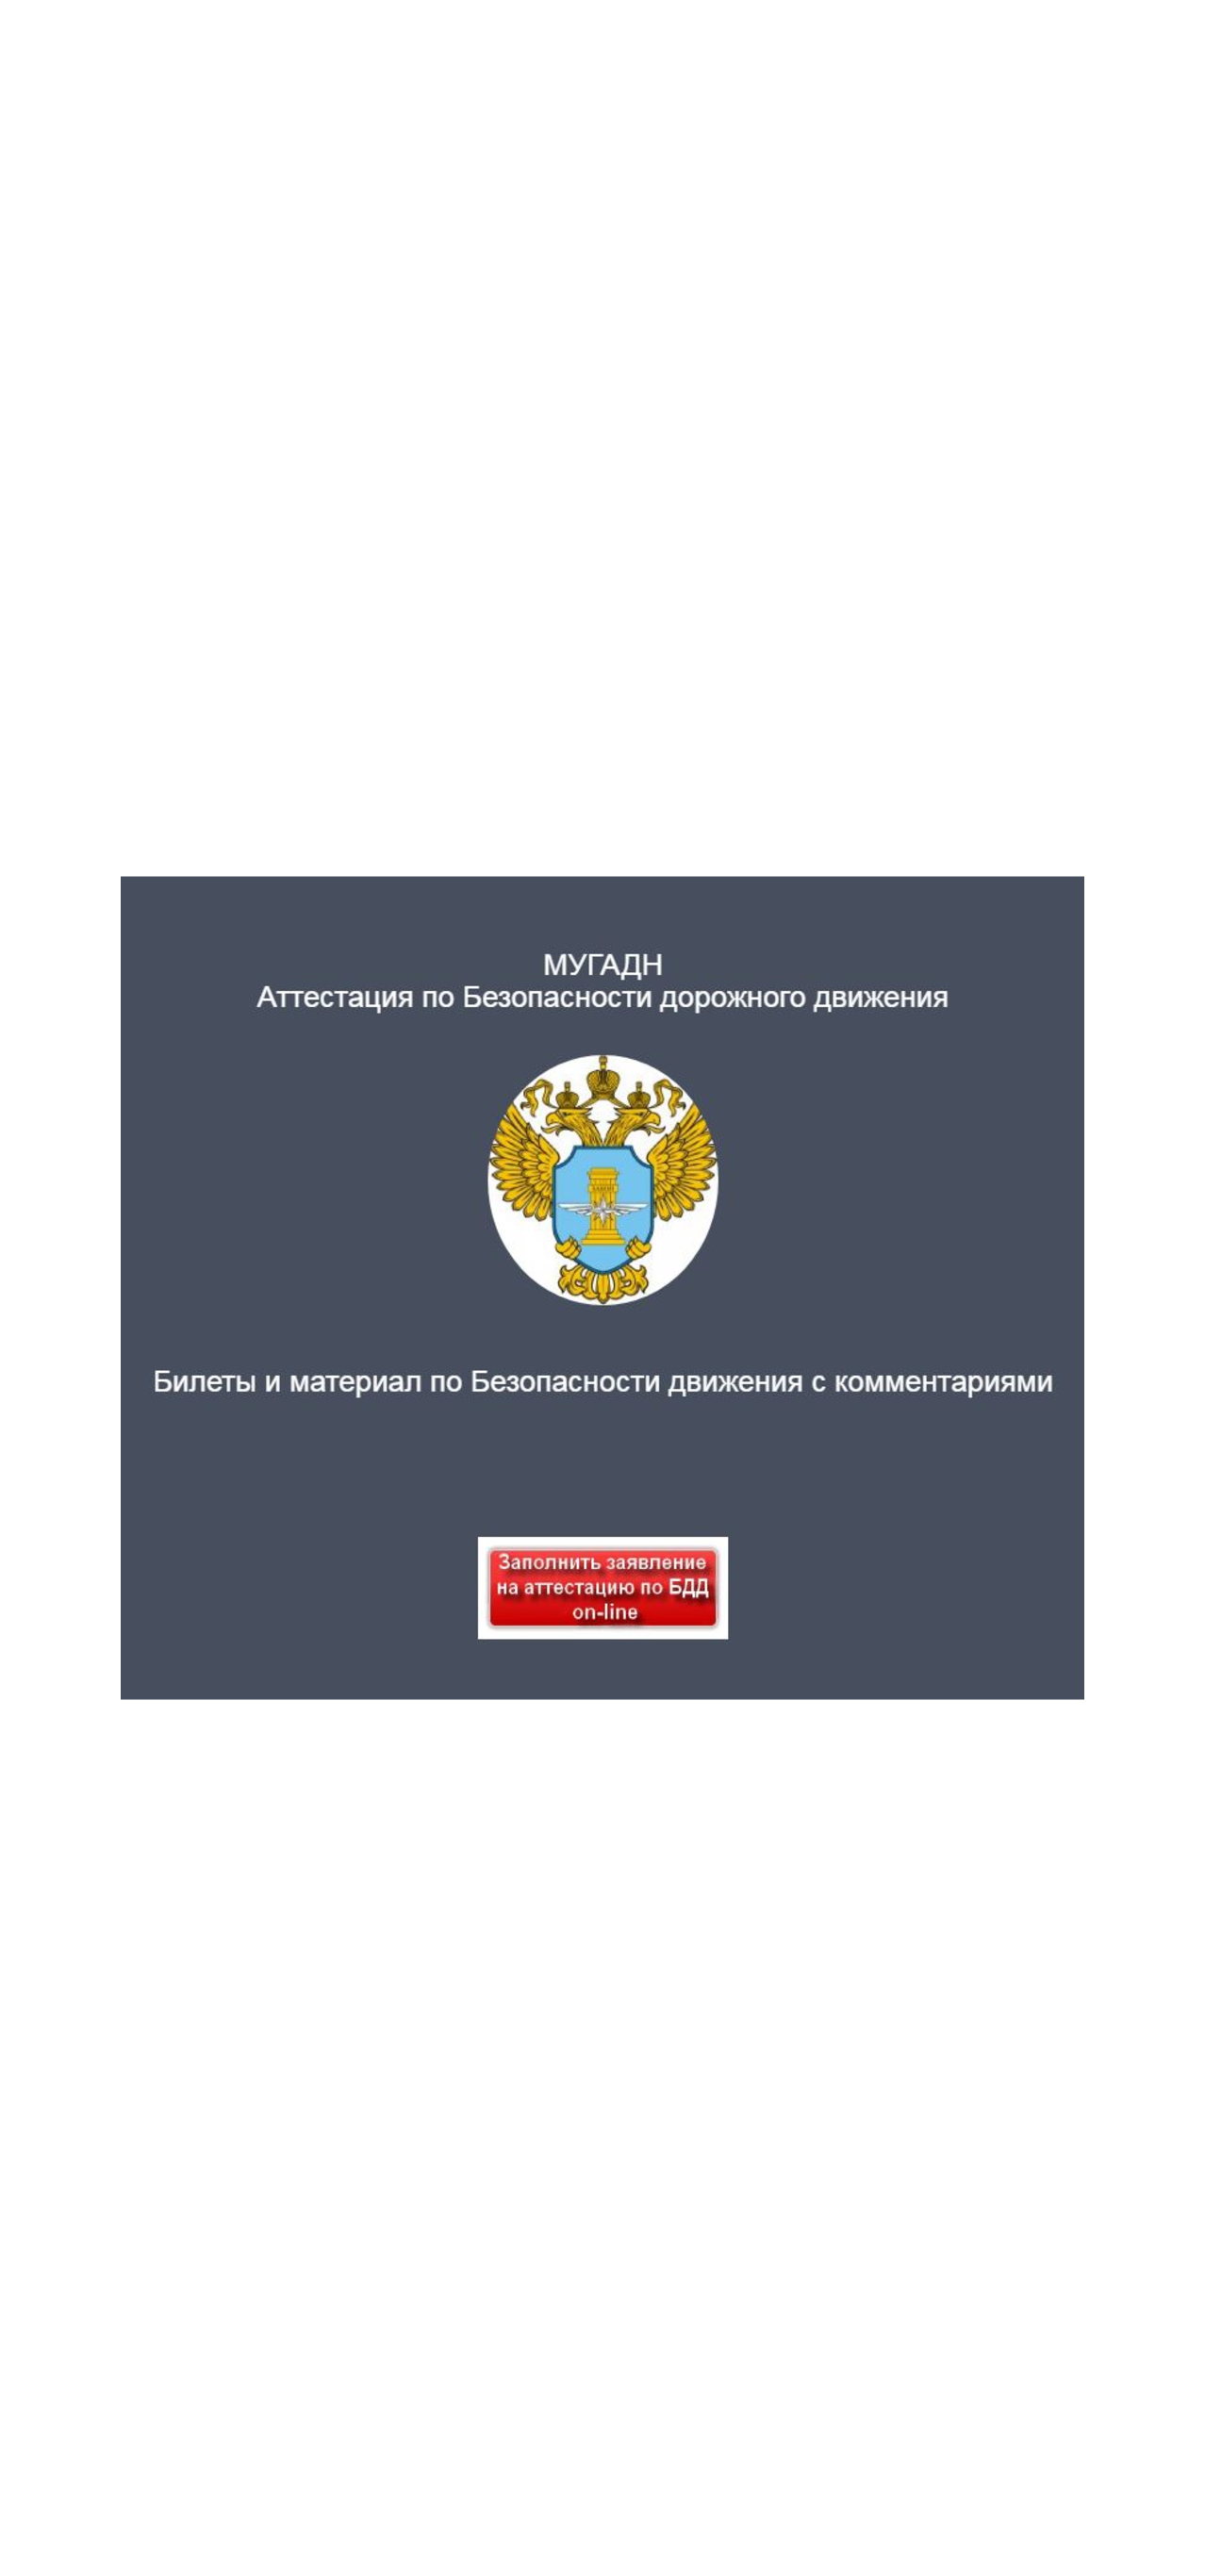 МУГАДН
Аттестация по Безопасности дорожного движения
Билеты и материал по Безопасности движения с комментариями
Заполнить заявление
на аттестацию по БДД
on-line